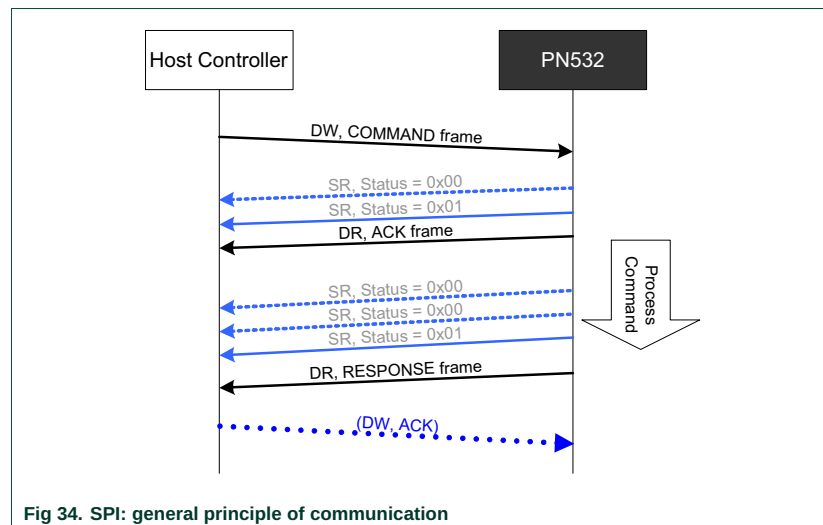 Host Controller
PN532
DW, COMMAND frame
SR, Status = 0x00
SR, Status = 0x01
DR, ACK frame
Process
Command
SR, Status = 0x00
SR, Status = 0x00
SR, Status = 0x01
DR, RESPONSE frame
(DW, ACK)
Fig 34. SPI: general principle of communication